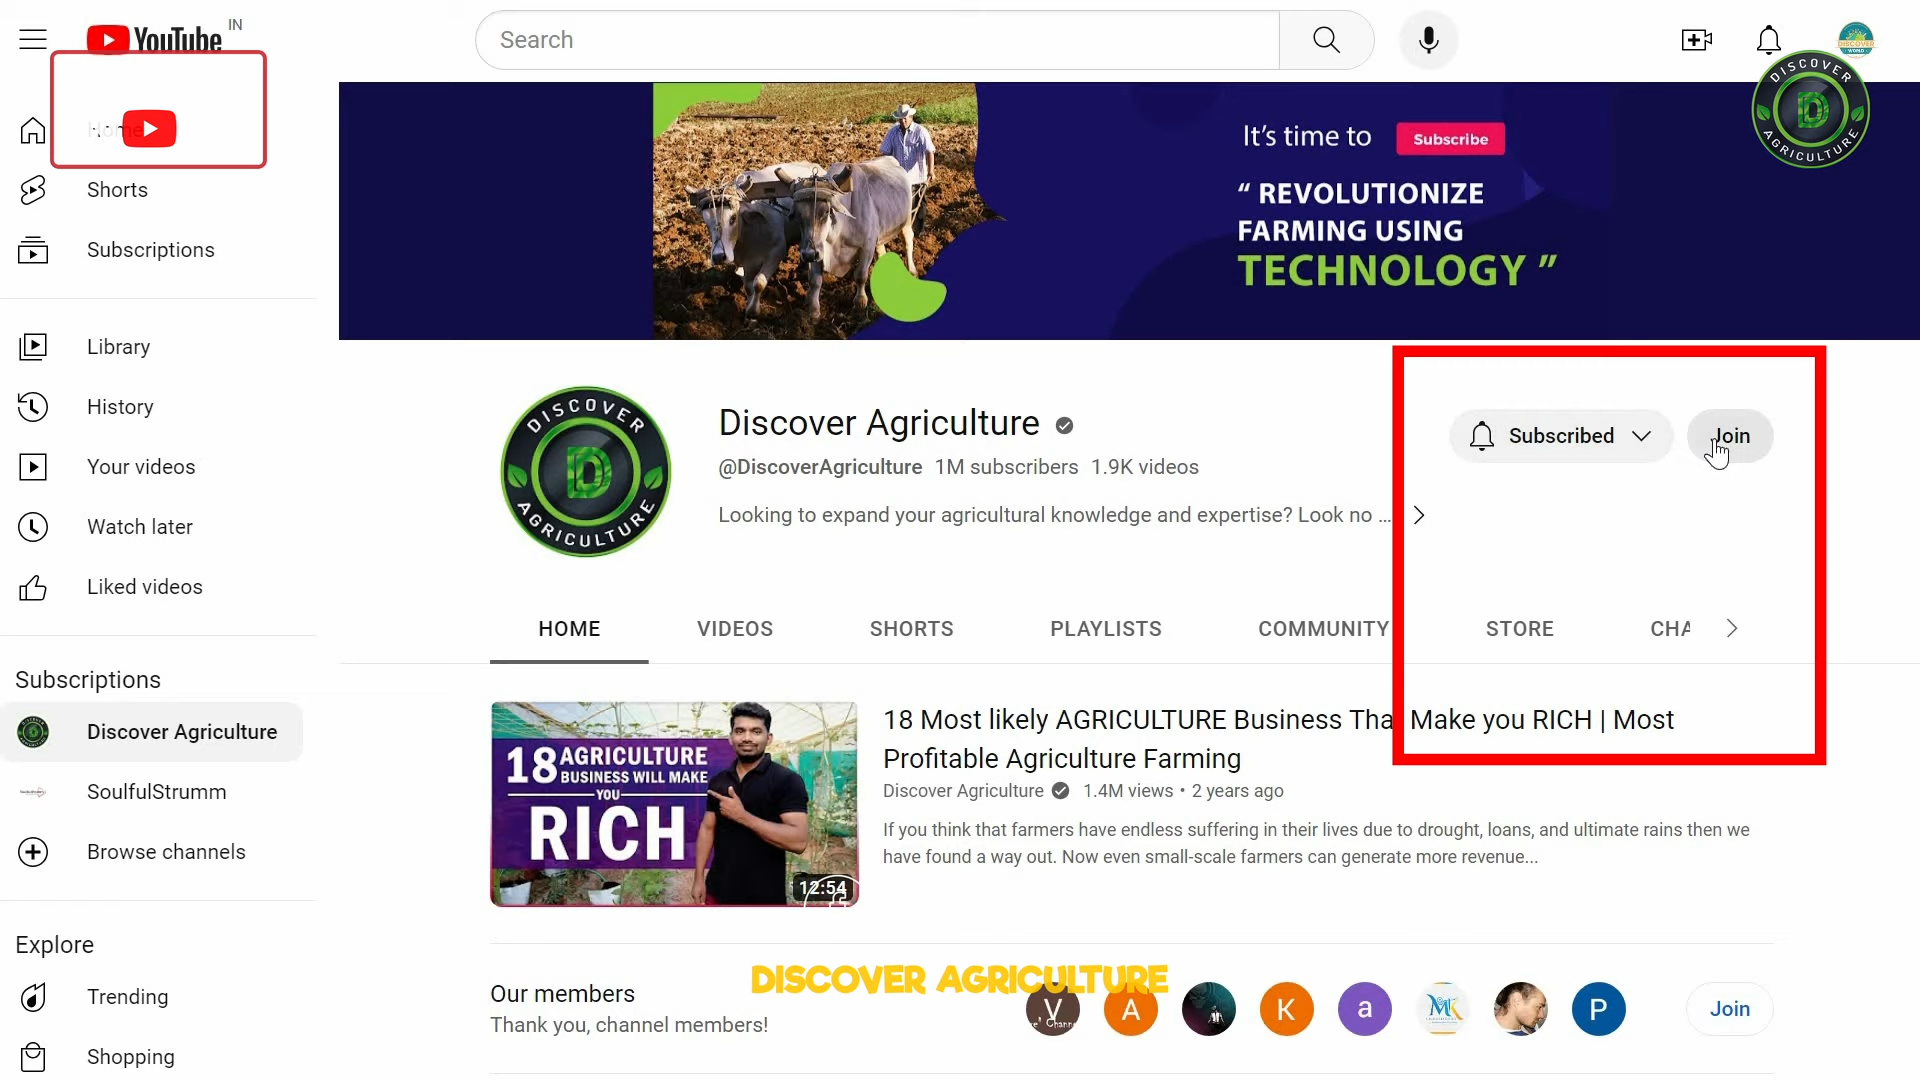 YouTube IN
Search
Home
Shorts
Subscriptions
Library
History
Your videos
Watch later
Liked videos
Subscriptions
Discover Agriculture
SoulfulStrumm
Browse channels
Explore
Trending
Shopping
It's time to Subscribe
" REVOLUTIONIZE
FARMING USING
TECHNOLOGY "
DISCOVER
D
AGRICULTURE
DISCOVER
D
AGRICULTURE
Discover Agriculture
@DiscoverAgriculture 1M subscribers 1.9K videos
Looking to expand your agricultural knowledge and expertise? Look no ...
Subscribed
Join
HOME VIDEOS SHORTS PLAYLISTS COMMUNITY STORE CHA
18 AGRICULTURE
BUSINESS WILL MAKE
YOU
RICH
12:54
18 Most likely AGRICULTURE Business Tha Make you RICH | Most
Profitable Agriculture Farming
Discover Agriculture 1.4M views • 2 years ago
If you think that farmers have endless suffering in their lives due to drought, loans, and ultimate rains then we
have found a way out. Now even small-scale farmers can generate more revenue...
DISCOVER AGRICULTURE
Our members
Thank you, channel members!
V A K a MK P
Join